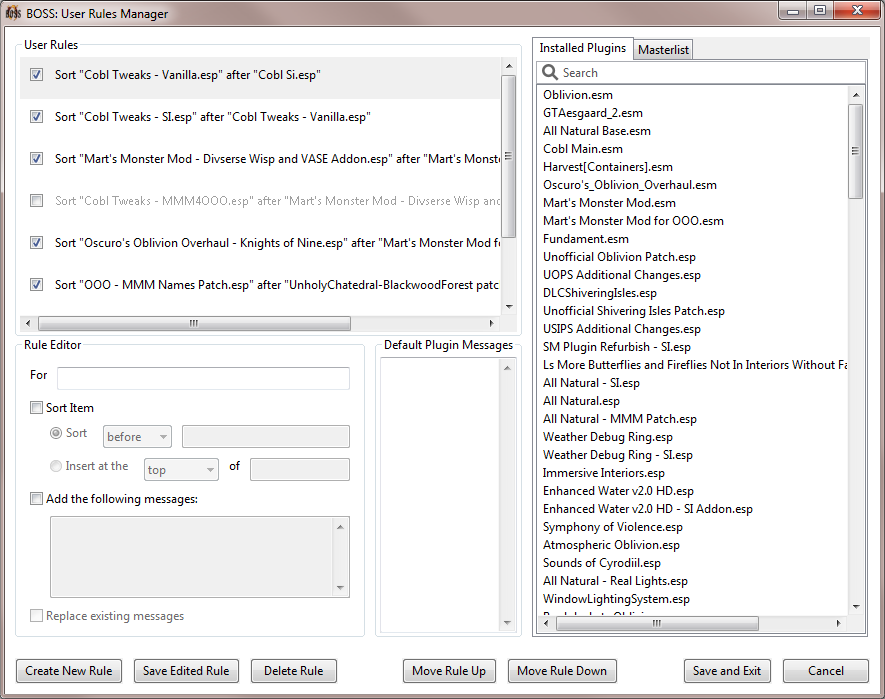 BOSS: User Rules Manager
User Rules
Sort "Cobl Tweaks - Vanilla.esp" after "Cobl Si.esp"
Sort "Cobl Tweaks - SI.esp" after "Cobl Tweaks - Vanilla.esp"
Sort "Mart's Monster Mod - Divserse Wisp and VASE Addon.esp" after "Mart's Monst
Sort "Cobl Tweaks - MMM4OOO.esp" after "Mart's Monster Mod - Divserse Wisp and
Sort "Oscuro's Oblivion Overhaul - Knights of Nine.esp" after "Mart's Monster Mod f
Sort "OOO - MMM Names Patch.esp" after "UnholyChatedral-BlackwoodForest patc
Rule Editor
For
Sort Item
Sort before
Insert at the top of
Add the following messages:
Replace existing messages
Default Plugin Messages
Installed Plugins Masterlist
Search
Oblivion.esm
GTAesgaard_2.esm
All Natural Base.esm
Cobl Main.esm
Harvest[Containers].esm
Oscuro's_Oblivion_Overhaul.esm
Mart's Monster Mod.esm
Mart's Monster Mod for OOO.esm
Fundament.esm
Unofficial Oblivion Patch.esp
UOPS Additional Changes.esp
DLCShiveringIsles.esp
Unofficial Shivering Isles Patch.esp
USIPS Additional Changes.esp
SM Plugin Refurbish - SI.esp
Ls More Butterflies and Fireflies Not In Interiors Without Fa
All Natural - SI.esp
All Natural.esp
All Natural - MMM Patch.esp
Weather Debug Ring.esp
Weather Debug Ring - SI.esp
Immersive Interiors.esp
Enhanced Water v2.0 HD.esp
Enhanced Water v2.0 HD - SI Addon.esp
Symphony of Violence.esp
Atmospheric Oblivion.esp
Sounds of Cyrodiil.esp
All Natural - Real Lights.esp
WindowLightingSystem.esp
Create New Rule Save Edited Rule Delete Rule Move Rule Up Move Rule Down Save and Exit Cancel